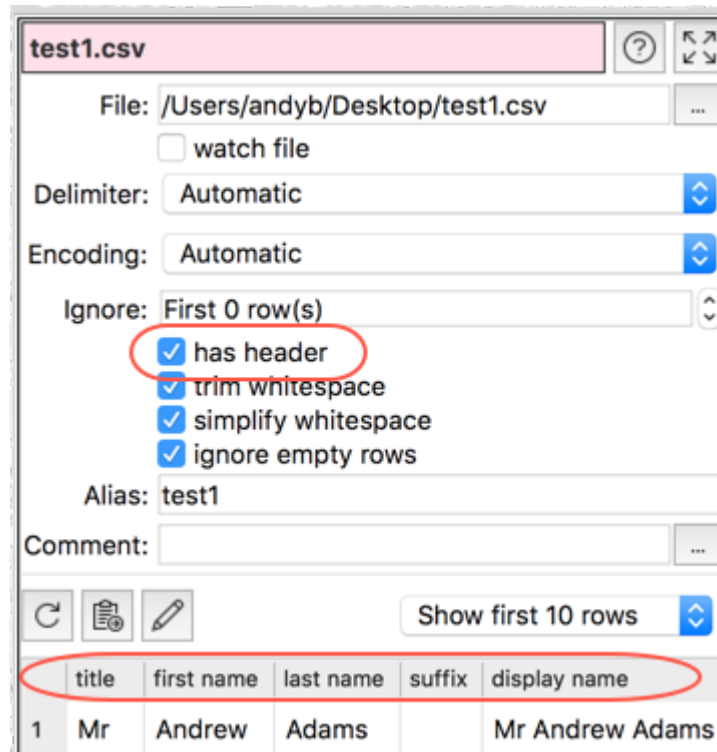 test1.csv
File: /Users/andyb/Desktop/test1.csv ...
watch file
Delimiter: Automatic
Encoding: Automatic
Ignore: First 0 row(s)
has header
trim whitespace
simplify whitespace
ignore empty rows
Alias: test1
Comment: ...
Show first 10 rows
title first name last name suffix display name
1 Mr Andrew Adams Mr Andrew Adams